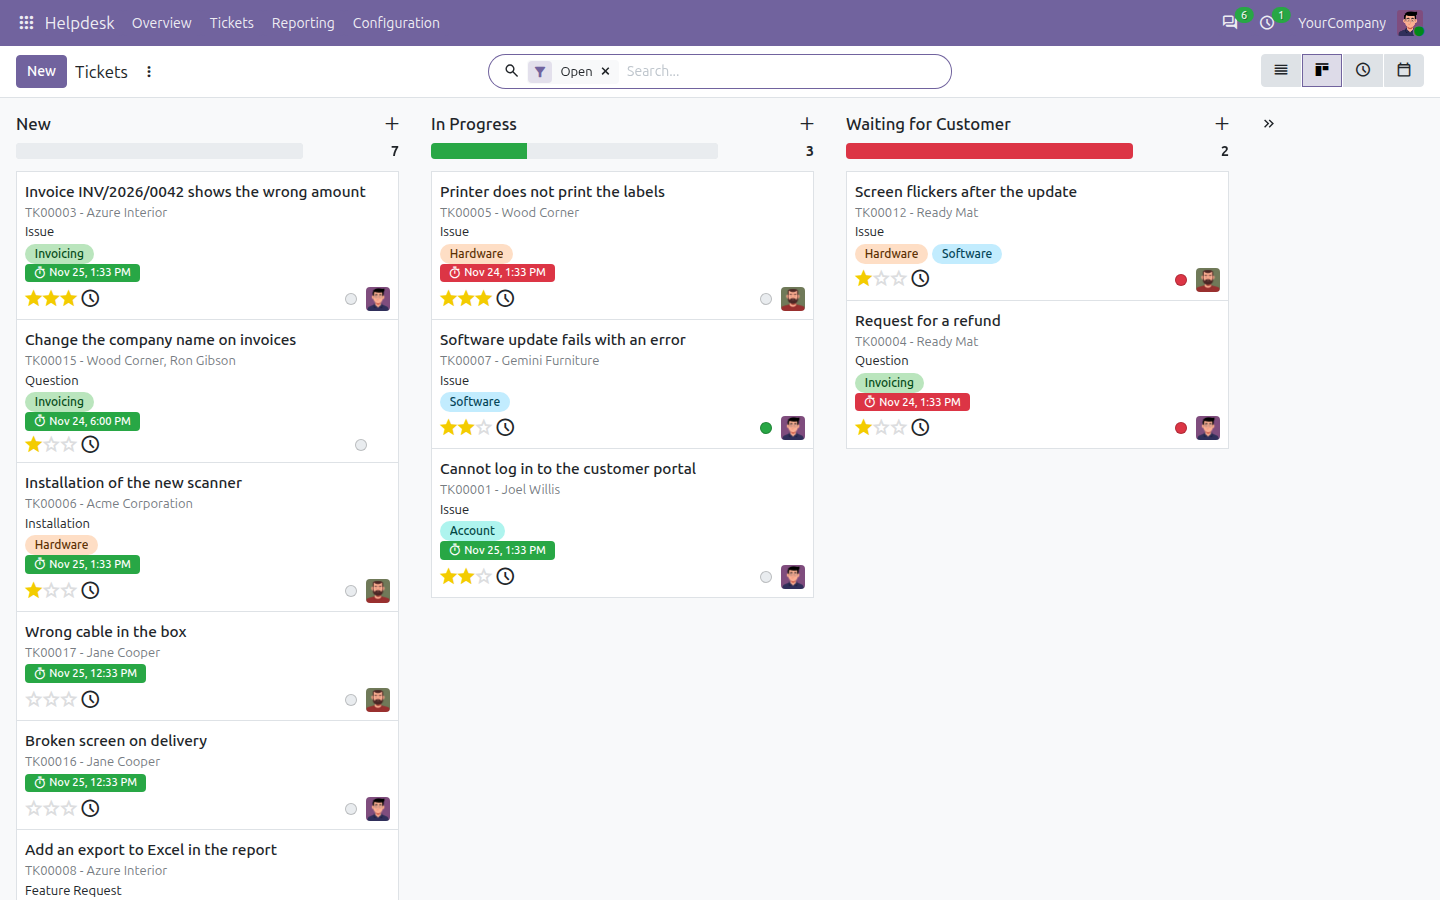 Helpdesk Overview Tickets Reporting Configuration 6 1 YourCompany
New Tickets Open × Search...
New + 
7
Invoice INV/2026/0042 shows the wrong amount
TK00003 - Azure Interior
Issue
Invoicing
Nov 25, 1:33 PM
Change the company name on invoices
TK00015 - Wood Corner, Ron Gibson
Question
Invoicing
Nov 24, 6:00 PM
Installation of the new scanner
TK00006 - Acme Corporation
Installation
Hardware
Nov 25, 1:33 PM
Wrong cable in the box
TK00017 - Jane Cooper
Nov 25, 12:33 PM
Broken screen on delivery
TK00016 - Jane Cooper
Nov 25, 12:33 PM
Add an export to Excel in the report
TK00008 - Azure Interior
Feature Request
In Progress +
3
Printer does not print the labels
TK00005 - Wood Corner
Issue
Hardware
Nov 24, 1:33 PM
Software update fails with an error
TK00007 - Gemini Furniture
Issue
Software
Cannot log in to the customer portal
TK00001 - Joel Willis
Issue
Account
Nov 25, 1:33 PM
Waiting for Customer +
2
Screen flickers after the update
TK00012 - Ready Mat
Issue
Hardware Software
Request for a refund
TK00004 - Ready Mat
Question
Invoicing
Nov 24, 1:33 PM